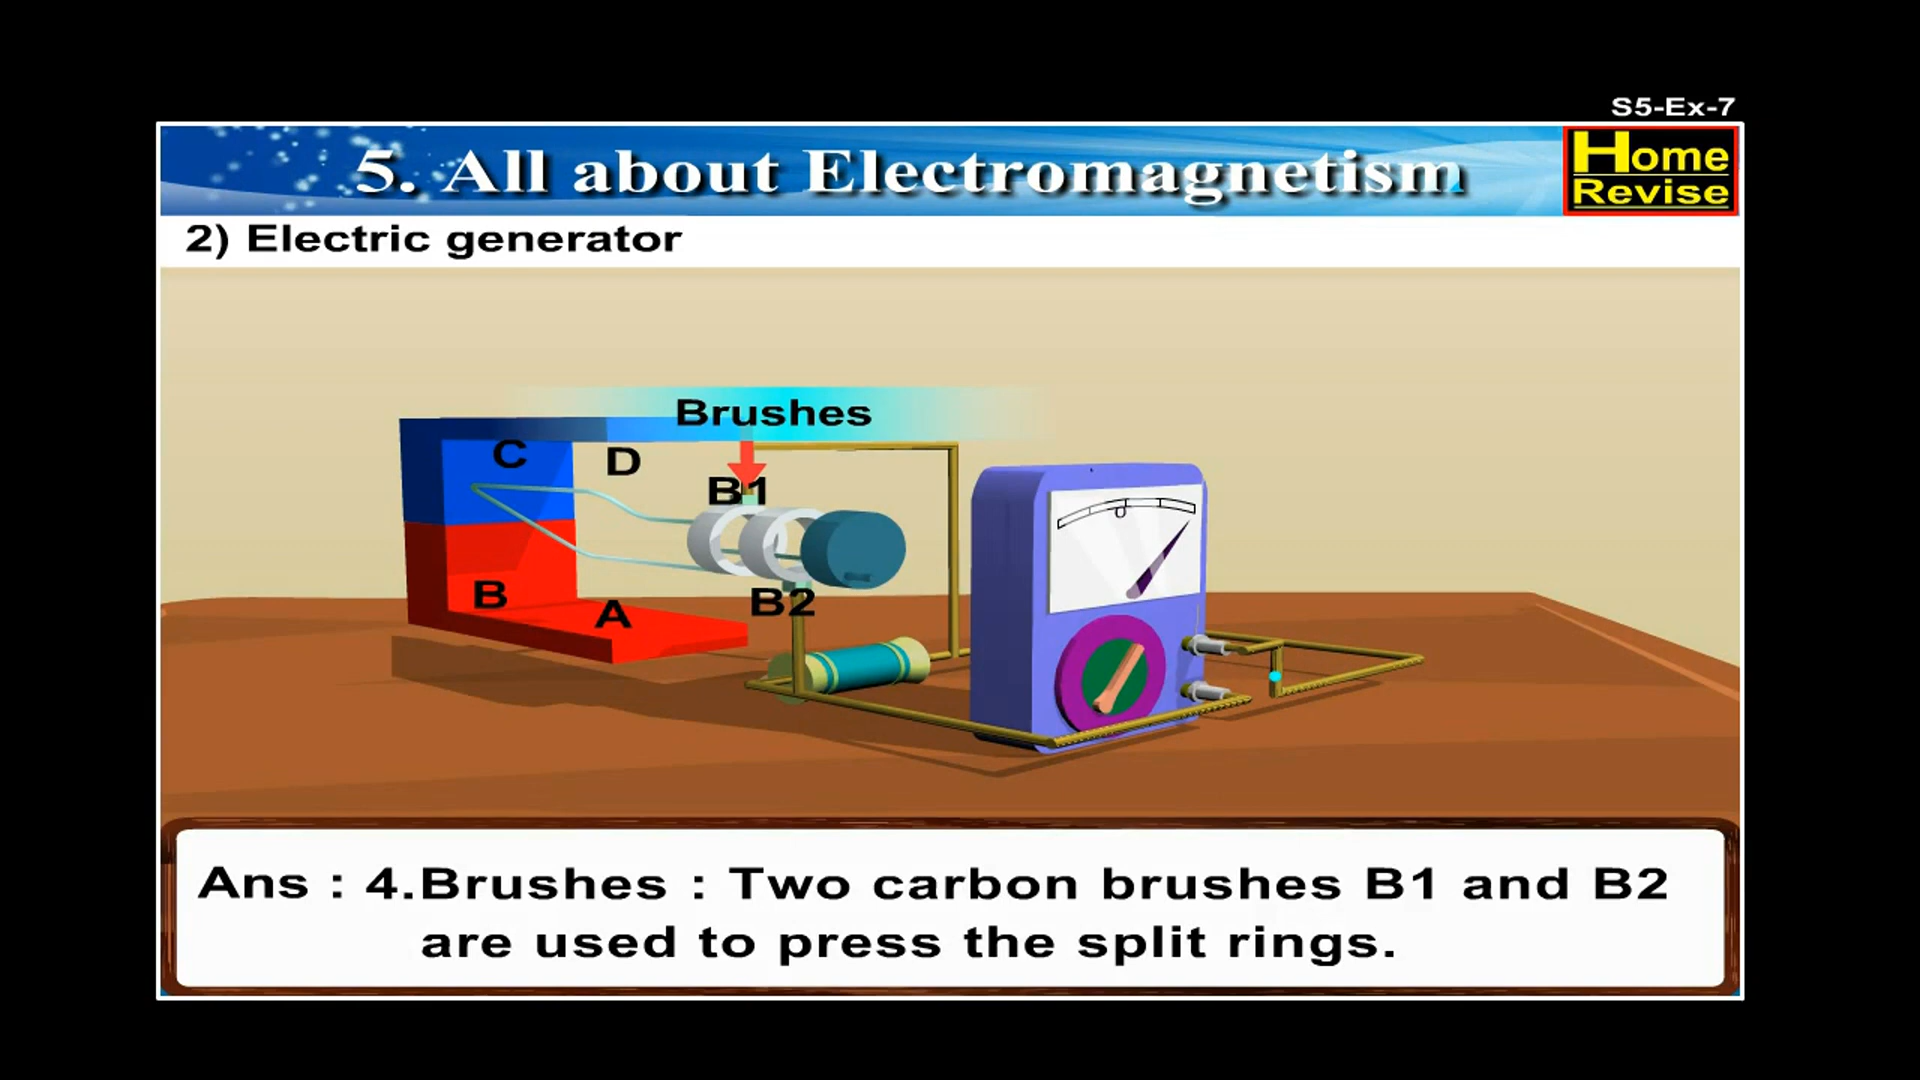 S5-Ex-7
5. All about Electromagnetism
Home
Revise
2) Electric generator
Brushes
C
D
B1
0
B
A
B2
Ans : 4.Brushes : Two carbon brushes B1 and B2
are used to press the split rings.